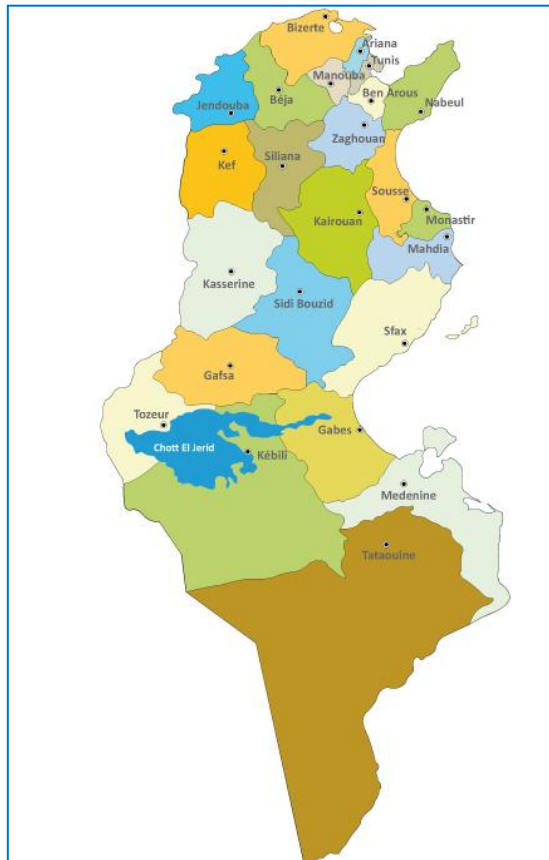 Bizerte
Ariana
Tunis
Manouba
Béja
Ben Arous
Nabeul
Jendouba
Zaghouan
Kef
Siliana
Sousse
Kairouan
Monastir
Mahdia
Kasserine
Sidi Bouzid
Sfax
Gafsa
Tozeur
Gabes
Chott El Jerid
Kébili
Medenine
Tataouine